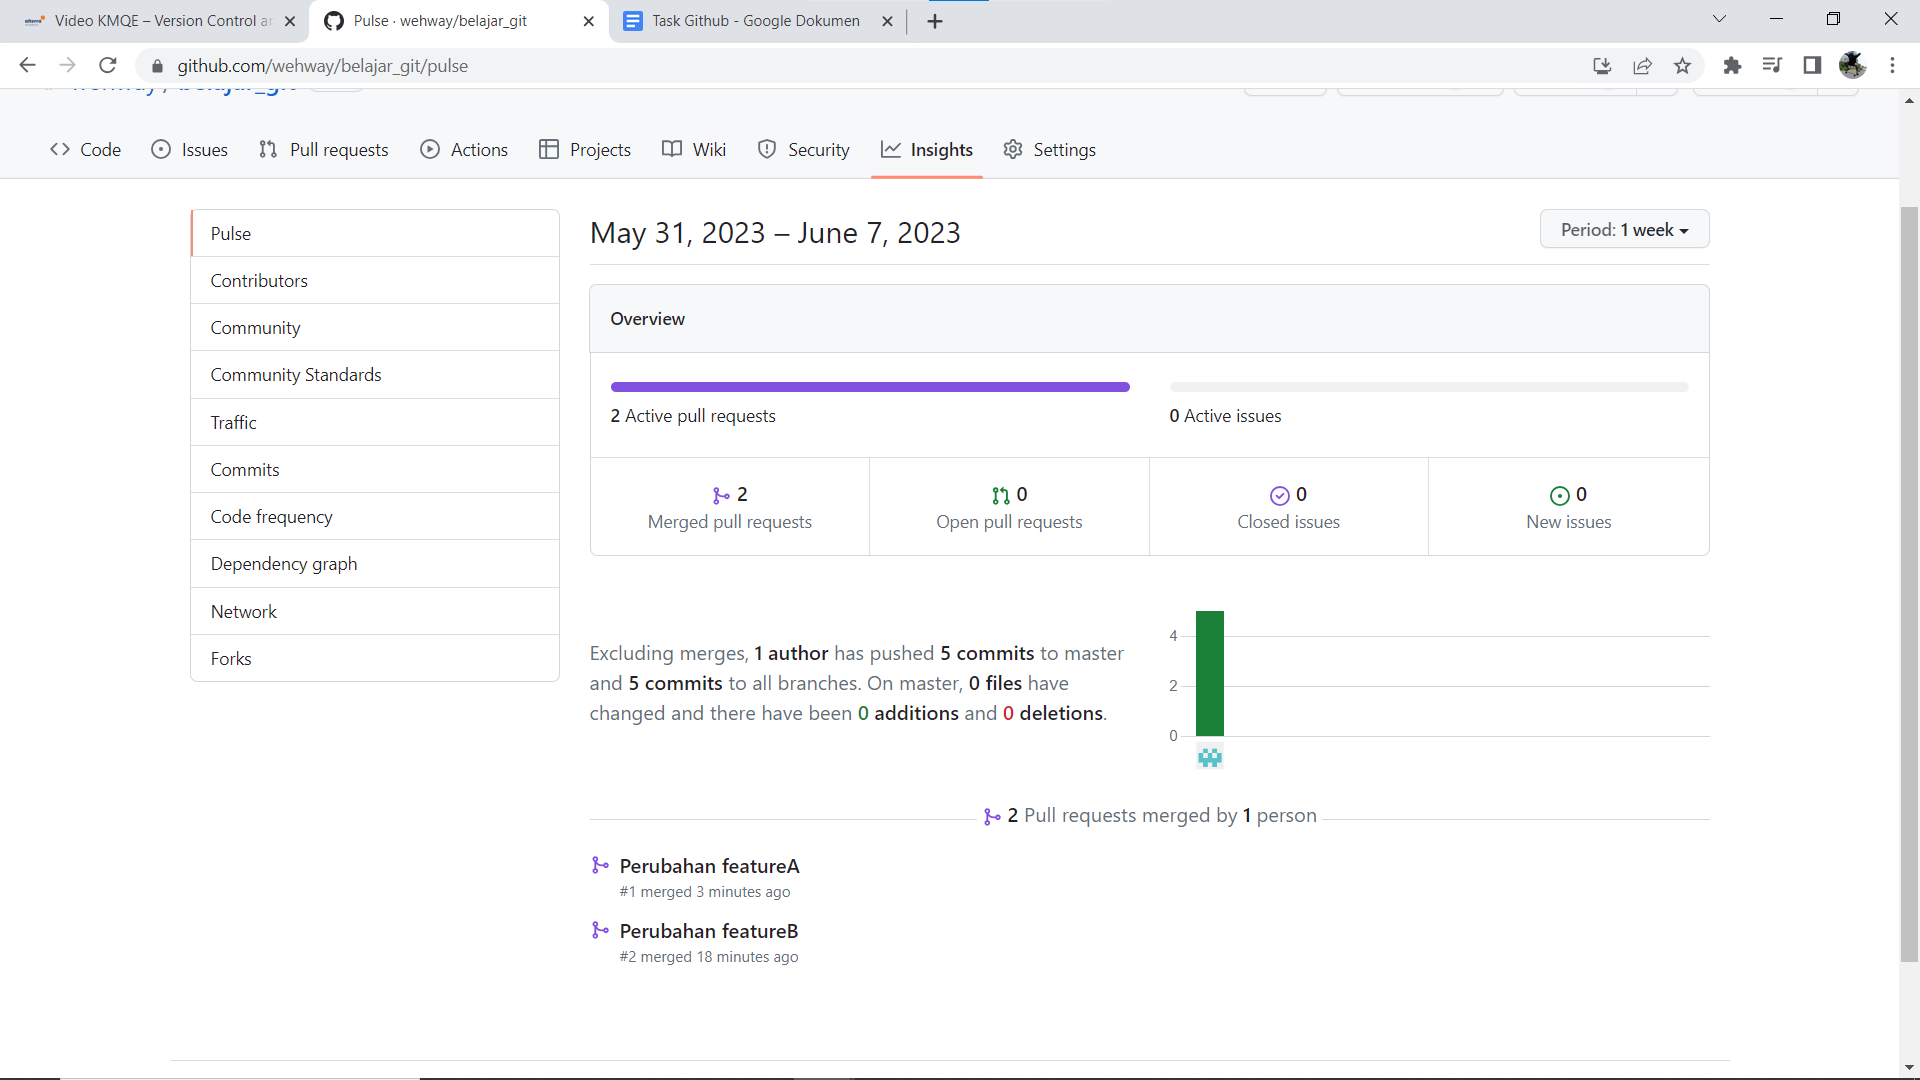 Video KMQE – Version Control ar
Pulse · wehway/belajar_git
Task Github - Google Dokumen
github.com/wehway/belajar_git/pulse
wehway / belajar_git
Code
Issues
Pull requests
Actions
Projects
Wiki
Security
Insights
Settings
Pulse
Contributors
Community
Community Standards
Traffic
Commits
Code frequency
Dependency graph
Network
Forks
May 31, 2023 – June 7, 2023
Period: 1 week
Overview
2 Active pull requests
0 Active issues
2
Merged pull requests
0
Open pull requests
0
Closed issues
0
New issues
Excluding merges, 1 author has pushed 5 commits to master
and 5 commits to all branches. On master, 0 files have
changed and there have been 0 additions and 0 deletions.
4
2
0
2 Pull requests merged by 1 person
Perubahan featureA
#1 merged 3 minutes ago
Perubahan featureB
#2 merged 18 minutes ago